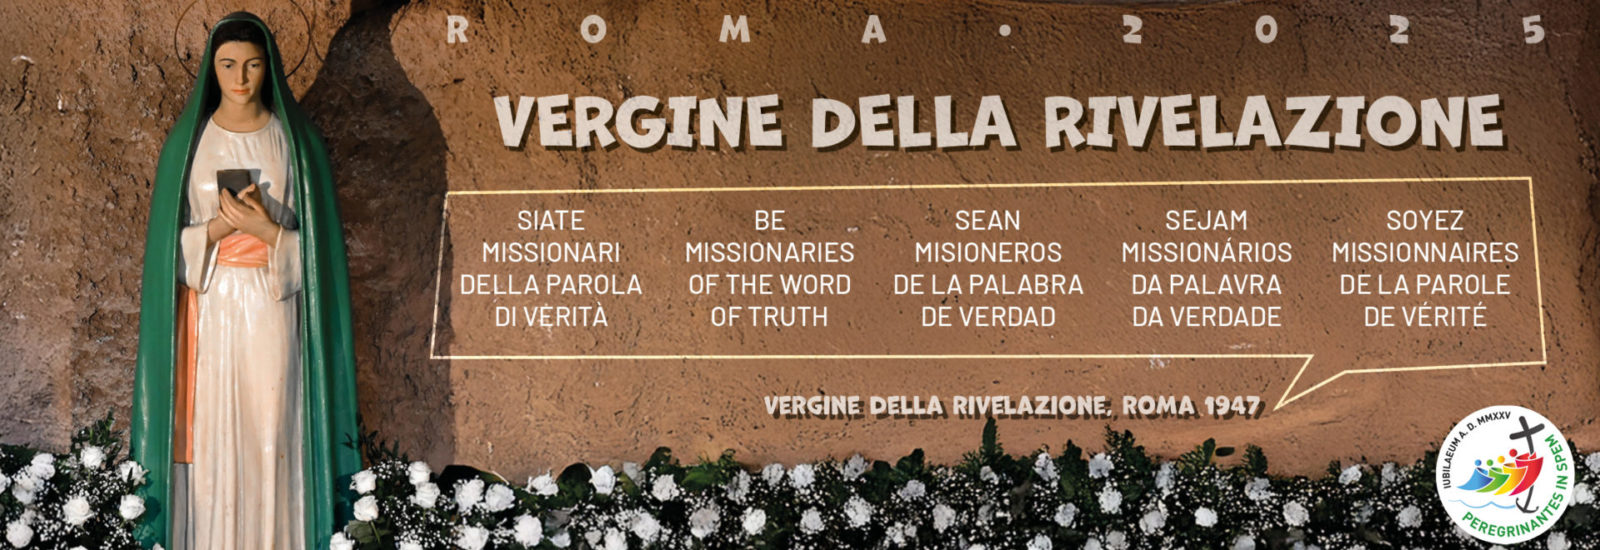 ROMA • 2025
VERGINE DELLA RIVELAZIONE
SIATE
MISSIONARI
DELLA PAROLA
DI VERITÀ
BE
MISSIONARIES
OF THE WORD
OF TRUTH
SEAN
MISIONEROS
DE LA PALABRA
DE VERDAD
SEJAM
MISSIONÁRIOS
DA PALAVRA
DA VERDADE
SOYEZ
MISSIONNAIRES
DE LA PAROLE
DE VÉRITÉ
VERGINE DELLA RIVELAZIONE, ROMA 1947
IUBILAEUM A. D. MMXXV
PEREGRINANTES IN SPEM